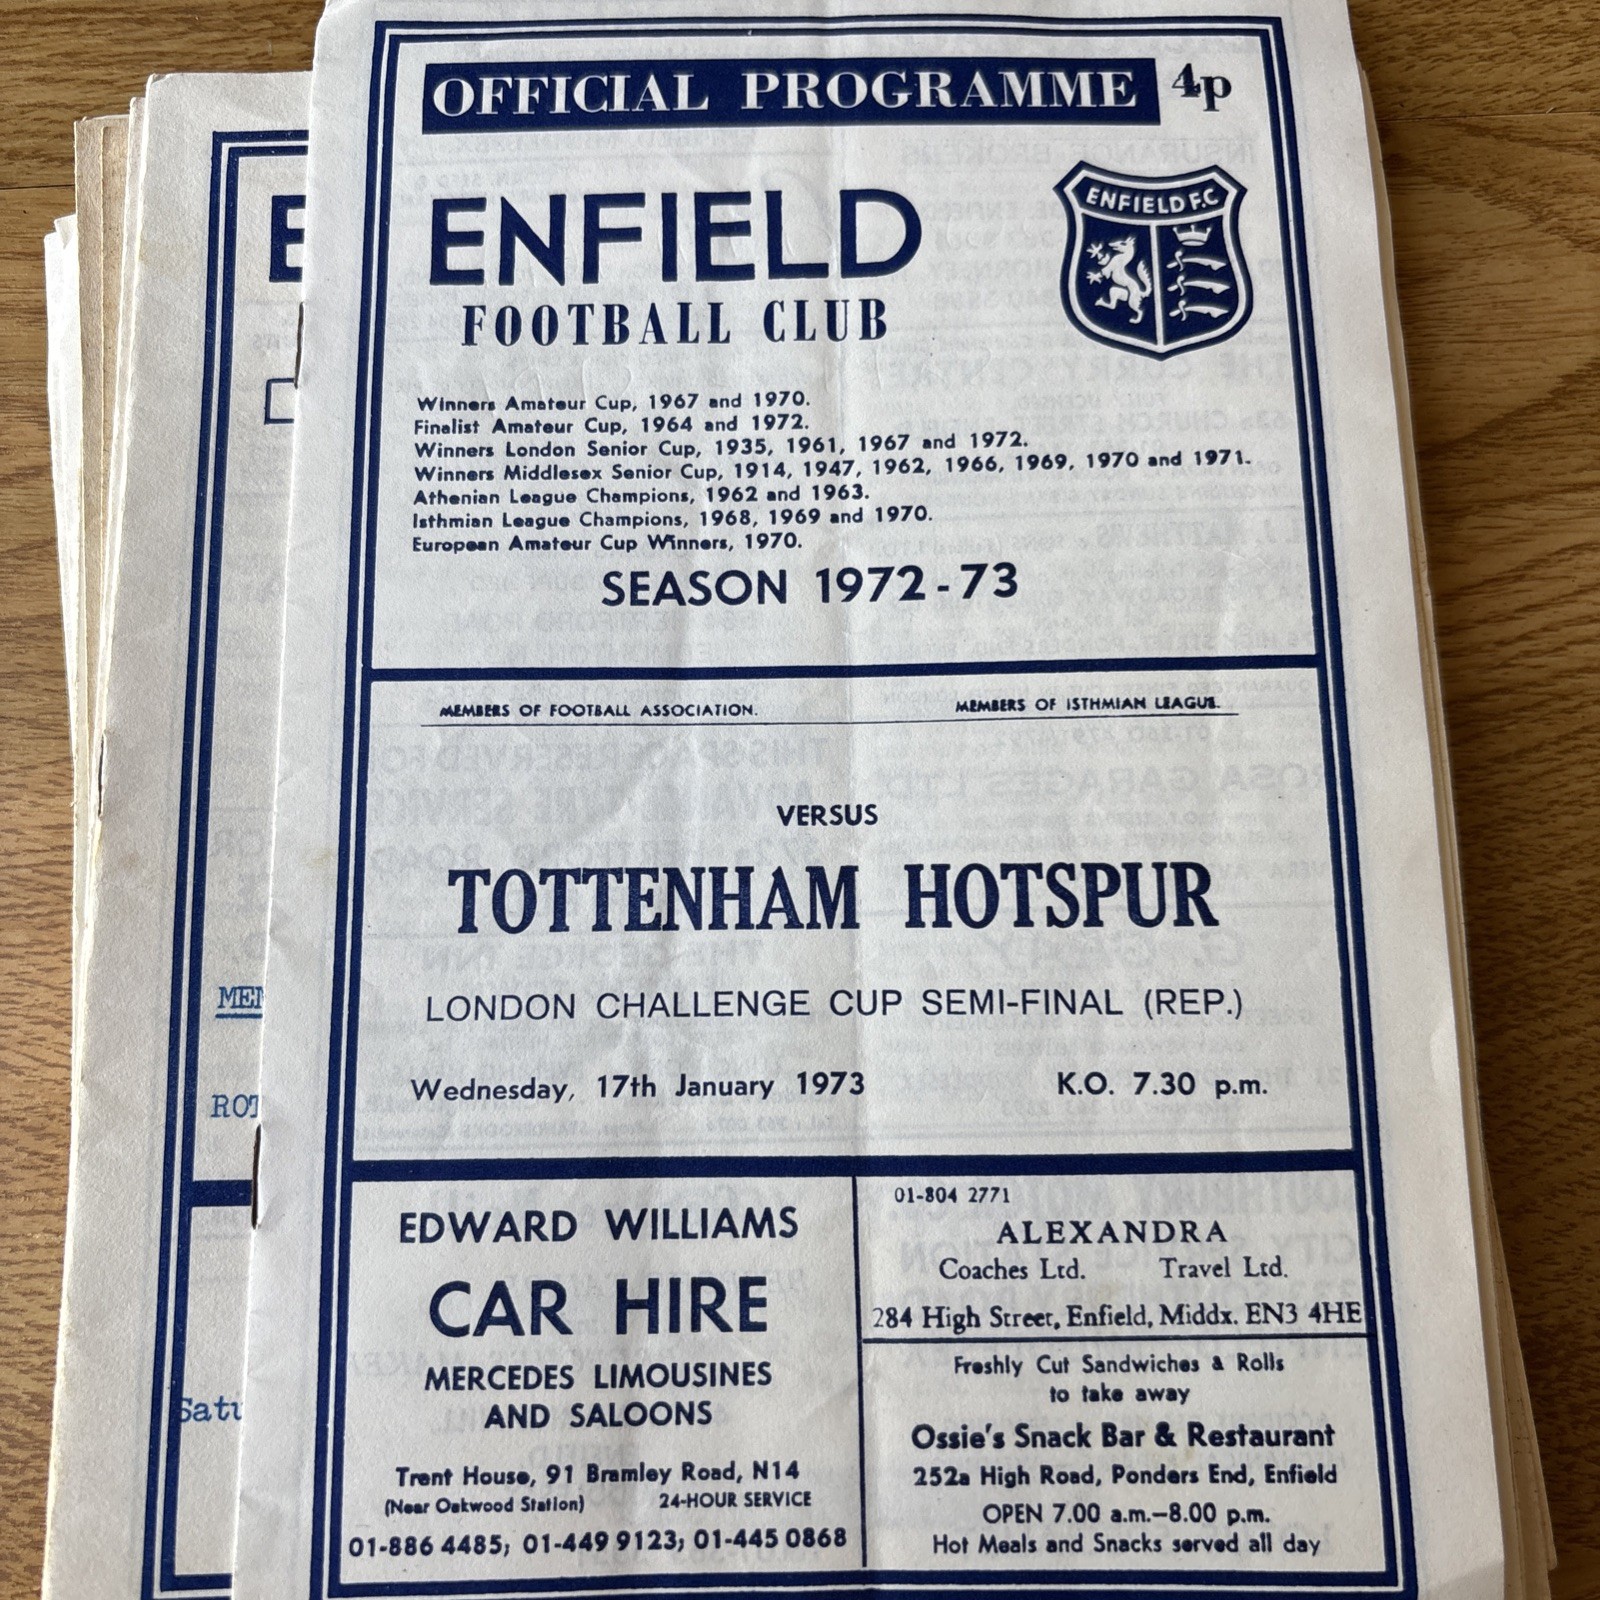 OFFICIAL PROGRAMME 4p
ENFIELD
FOOTBALL CLUB
ENFIELD F.C
Winners Amateur Cup, 1967 and 1970.
Finalist Amateur Cup, 1964 and 1972.
Winners London Senior Cup, 1935, 1961, 1967 and 1972.
Winners Middlesex Senior Cup, 1914, 1947, 1962, 1966, 1969, 1970 and 1971.
Athenian League Champions, 1962 and 1963.
Isthmian League Champions, 1968, 1969 and 1970.
European Amateur Cup Winners, 1970.
SEASON 1972-73
MEMBERS OF FOOTBALL ASSOCIATION. MEMBERS OF ISTHMIAN LEAGUE.
VERSUS
TOTTENHAM HOTSPUR
LONDON CHALLENGE CUP SEMI-FINAL (REP.)
Wednesday, 17th January 1973 K.O. 7.30 p.m.
EDWARD WILLIAMS
CAR HIRE
MERCEDES LIMOUSINES
AND SALOONS
Trent House, 91 Bramley Road, N14
(Near Oakwood Station) 24-HOUR SERVICE
01-886 4485; 01-449 9123; 01-445 0868
01-804 2771
ALEXANDRA
Coaches Ltd. Travel Ltd.
284 High Street, Enfield, Middx. EN3 4HE
Freshly Cut Sandwiches & Rolls
to take away
Ossie's Snack Bar & Restaurant
252a High Road, Ponders End, Enfield
OPEN 7.00 a.m.–8.00 p.m.
Hot Meals and Snacks served all day